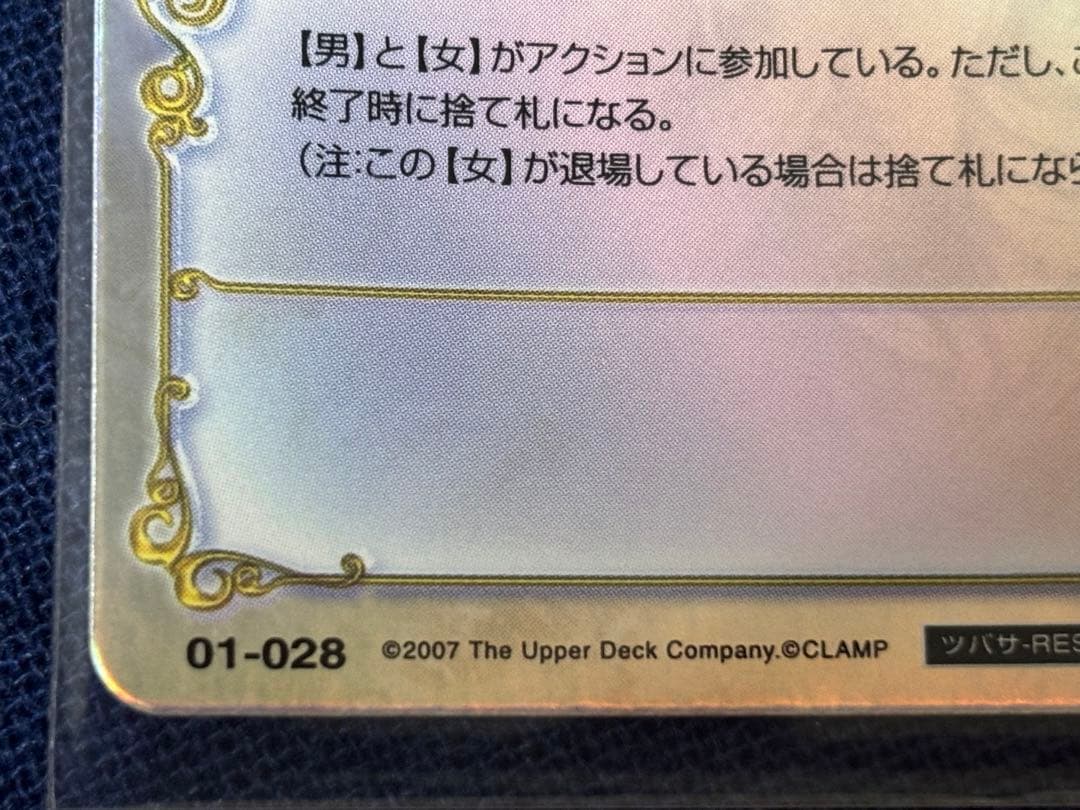 【男】と【女】がアクションに参加している。ただし、こ
終了時に捨て札になる。
(注:この【女】が退場している場合は捨て札になら
01-028 ©2007 The Upper Deck Company.©CLAMP ツバサ-RES